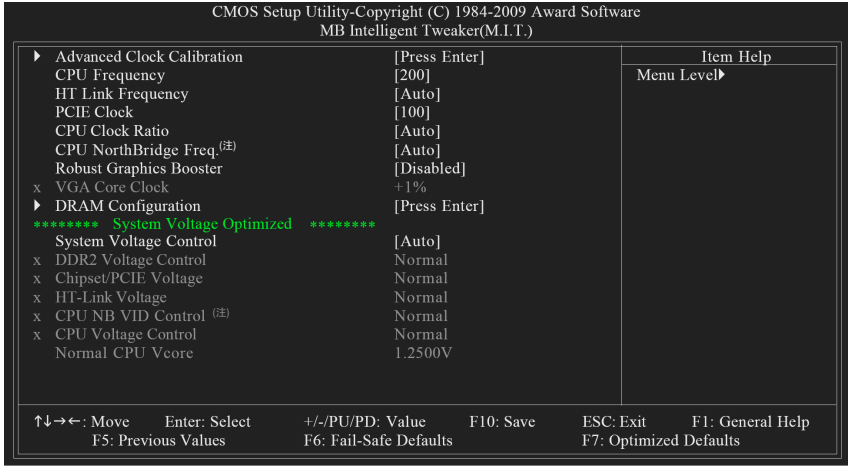 CMOS Setup Utility-Copyright (C) 1984-2009 Award Software
MB Intelligent Tweaker(M.I.T.)
Advanced Clock Calibration [Press Enter] Item Help
CPU Frequency [200] Menu Level
HT Link Frequency [Auto]
PCIE Clock [100]
CPU Clock Ratio [Auto]
CPU NorthBridge Freq.(注) [Auto]
Robust Graphics Booster [Disabled]
x VGA Core Clock +1%
DRAM Configuration [Press Enter]
******** System Voltage Optimized ********
System Voltage Control [Auto]
x DDR2 Voltage Control Normal
x Chipset/PCIE Voltage Normal
x HT-Link Voltage Normal
x CPU NB VID Control (注) Normal
x CPU Voltage Control Normal
Normal CPU Vcore 1.2500V
↑↓→←: Move Enter: Select +/-/PU/PD: Value F10: Save ESC: Exit F1: General Help
F5: Previous Values F6: Fail-Safe Defaults F7: Optimized Defaults